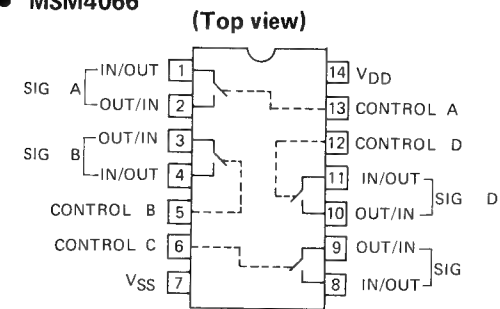 ● MSM4066
(Top view)
IN/OUT 1
SIG A
OUT/IN 2
OUT/IN 3
SIG B
IN/OUT 4
CONTROL B 5
CONTROL C 6
VSS 7
14 VDD
13 CONTROL A
12 CONTROL D
11 IN/OUT
SIG D
10 OUT/IN
9 OUT/IN
SIG
8 IN/OUT